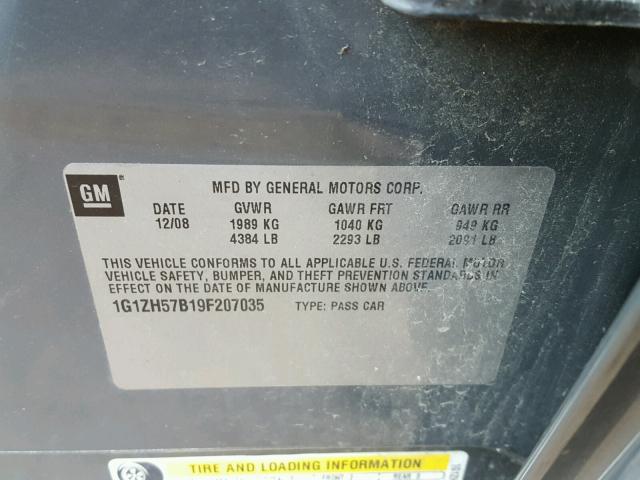 GM
MFD BY GENERAL MOTORS CORP.
DATE GVWR GAWR FRT GAWR RR
12/08 1989 KG 1040 KG 949 KG
4384 LB 2293 LB 2091 LB
THIS VEHICLE CONFORMS TO ALL APPLICABLE U.S. FEDERAL MOTOR
VEHICLE SAFETY, BUMPER, AND THEFT PREVENTION STANDARDS IN
EFFECT ON THE DATE OF MANUFACTURE SHOWN ABOVE.
1G1ZH57B19F207035 TYPE: PASS CAR
TIRE AND LOADING INFORMATION